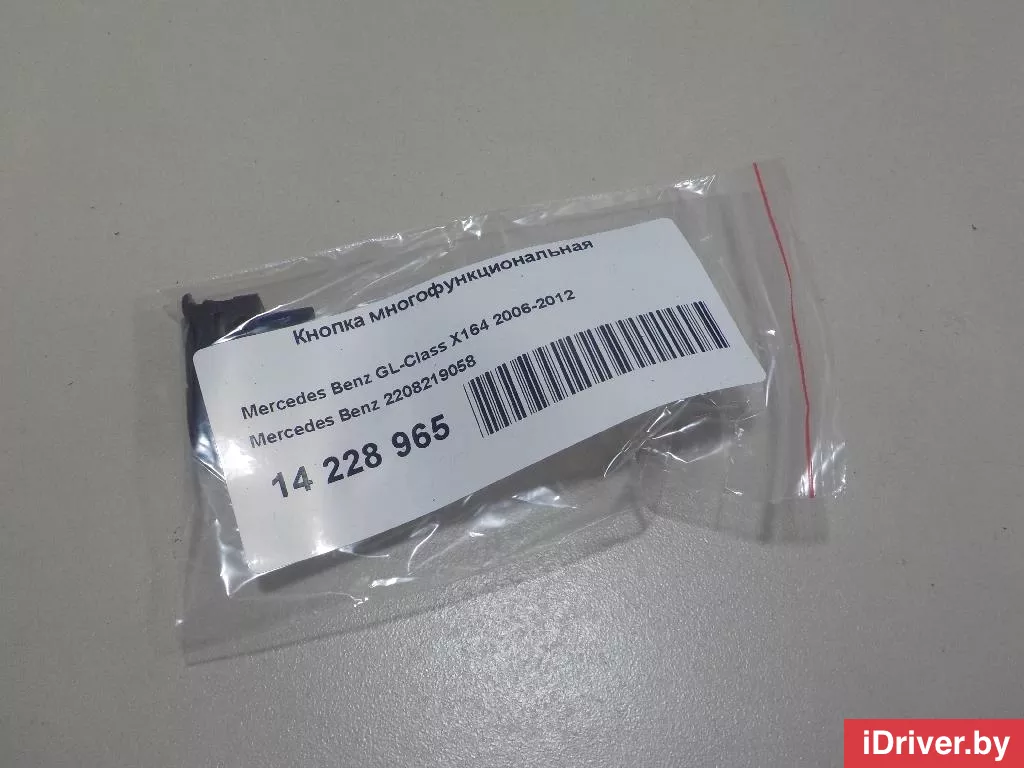 Кнопка многофункциональная
Mercedes Benz GL-Class X164 2006-2012
Mercedes Benz 2208219058
14 228 965
iDriver.by